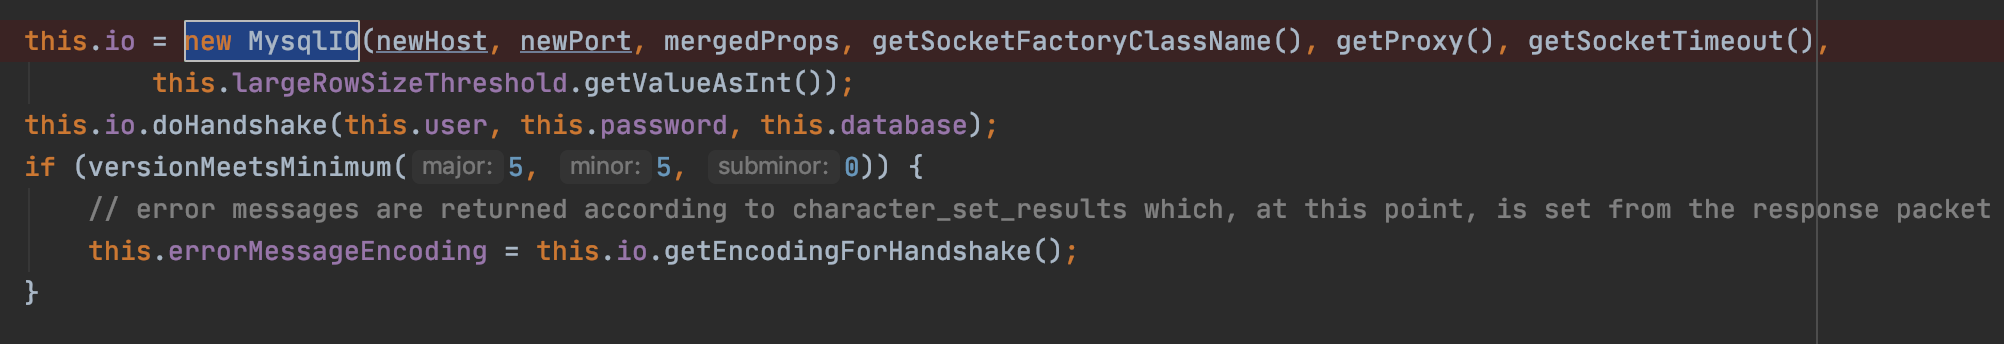 this.io = new MysqlIO(newHost, newPort, mergedProps, getSocketFactoryClassName(), getProxy(), getSocketTimeout(),
this.largeRowSizeThreshold.getValueAsInt());
this.io.doHandshake(this.user, this.password, this.database);
if (versionMeetsMinimum( major: 5, minor: 5, subminor: 0)) {
// error messages are returned according to character_set_results which, at this point, is set from the response packet
this.errorMessageEncoding = this.io.getEncodingForHandshake();
}